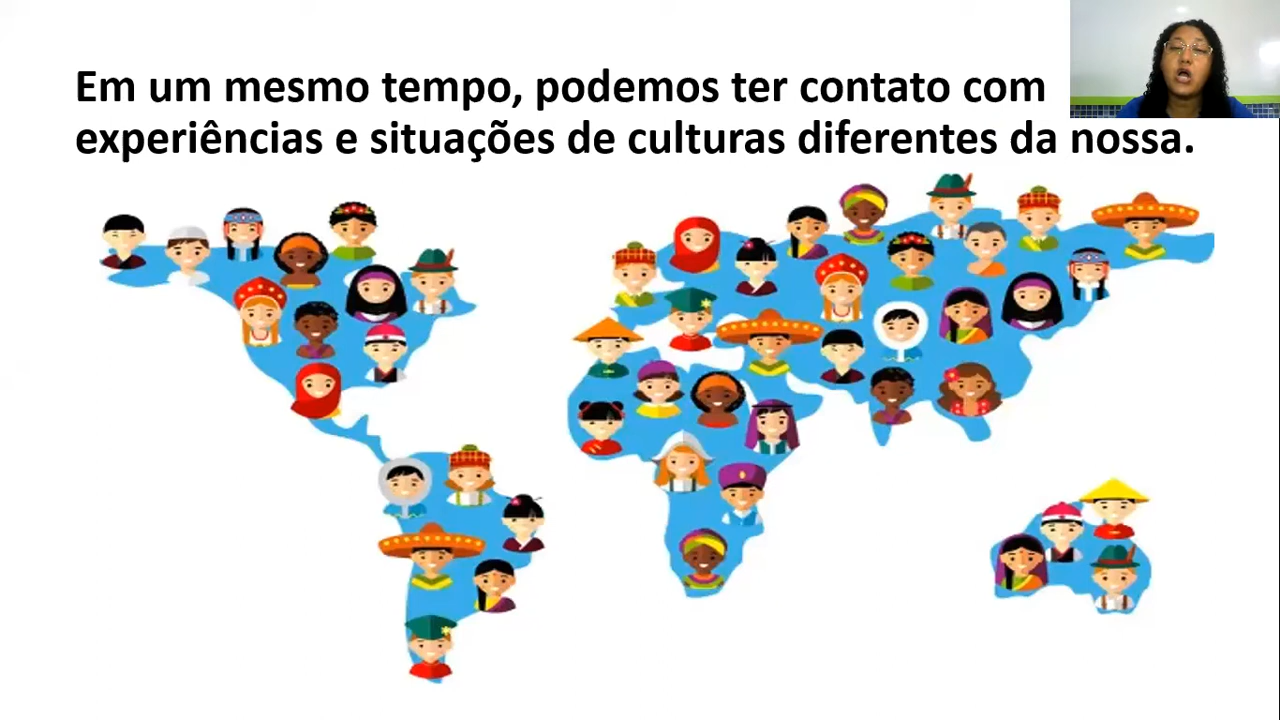 Em um mesmo tempo, podemos ter contato com
experiências e situações de culturas diferentes da nossa.